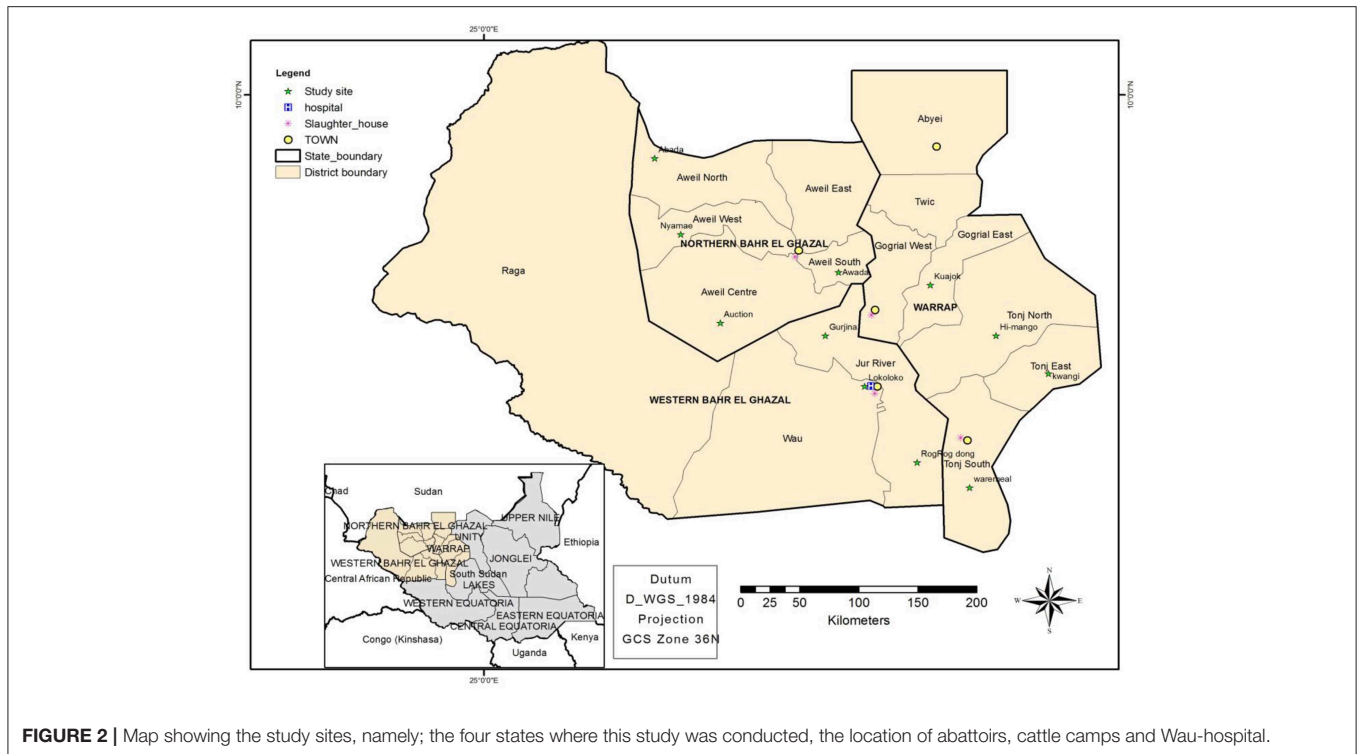 25°0'0"E
10°0'0"N
10°0'0"N
Legend
Study site
hospital
Slaughter_house
TOWN
State_boundary
District boundary
Abyei
Abada
Aweil North
Aweil East
Twic
Aweil West
Nyamae
NORTHERN BAHR EL GHAZAL
Gogrial West
Gogrial East
Raga
Aweil South
Awada
Kuajok
Aweil Centre
WARRAP
Tonj North
Auction
Gurjina
Hi-mango
Jur River
Tonj East
kwangi
Lokoloko
WESTERN BAHR EL GHAZAL
Wau
RogRog dong
Tonj South
Chad
Sudan
UPPER NILE
NORTHERN BAHR EL GHAZAL
UNITY
Ethiopia
WARRAP
JONGLEI
WESTERN BAHR EL GHAZAL
Central African Republic
South Sudan
LAKES
WESTERN EQUATORIA
EASTERN EQUATORIA
CENTRAL EQUATORIA
Congo (Kinshasa)
Kenya
Uganda
Dutum
D_WGS_1984
Projection
GCS Zone 36N
0 25 50 100 150 200
Kilometers
N
W E
S
25°0'0"E
FIGURE 2 | Map showing the study sites, namely; the four states where this study was conducted, the location of abattoirs, cattle camps and Wau-hospital.